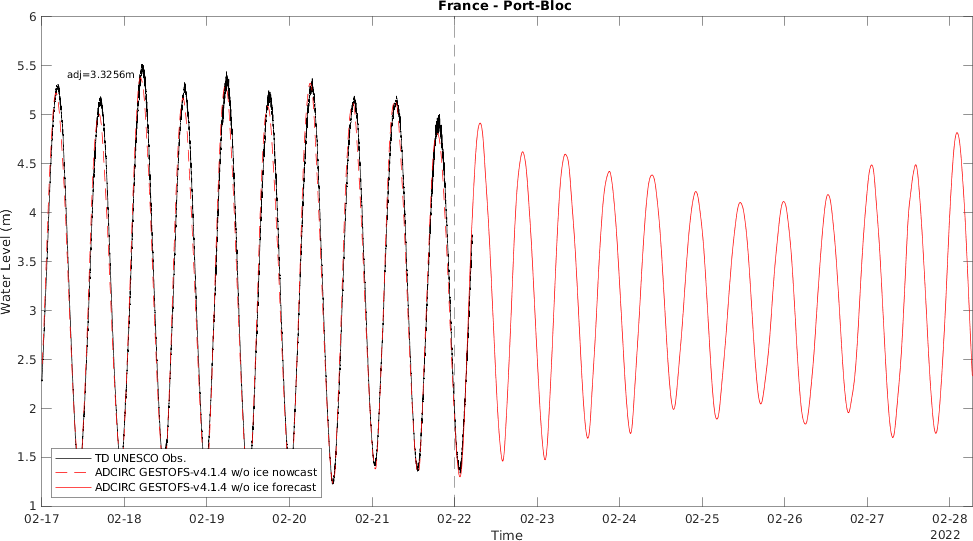 France - Port-Bloc
6
5.5
5
4.5
4
3.5
3
2.5
2
1.5
1
Water Level (m)
adj=3.3256m
TD UNESCO Obs.
ADCIRC GESTOFS-v4.1.4 w/o ice nowcast
ADCIRC GESTOFS-v4.1.4 w/o ice forecast
02-17 02-18 02-19 02-20 02-21 02-22 02-23 02-24 02-25 02-26 02-27 02-28
2022
Time